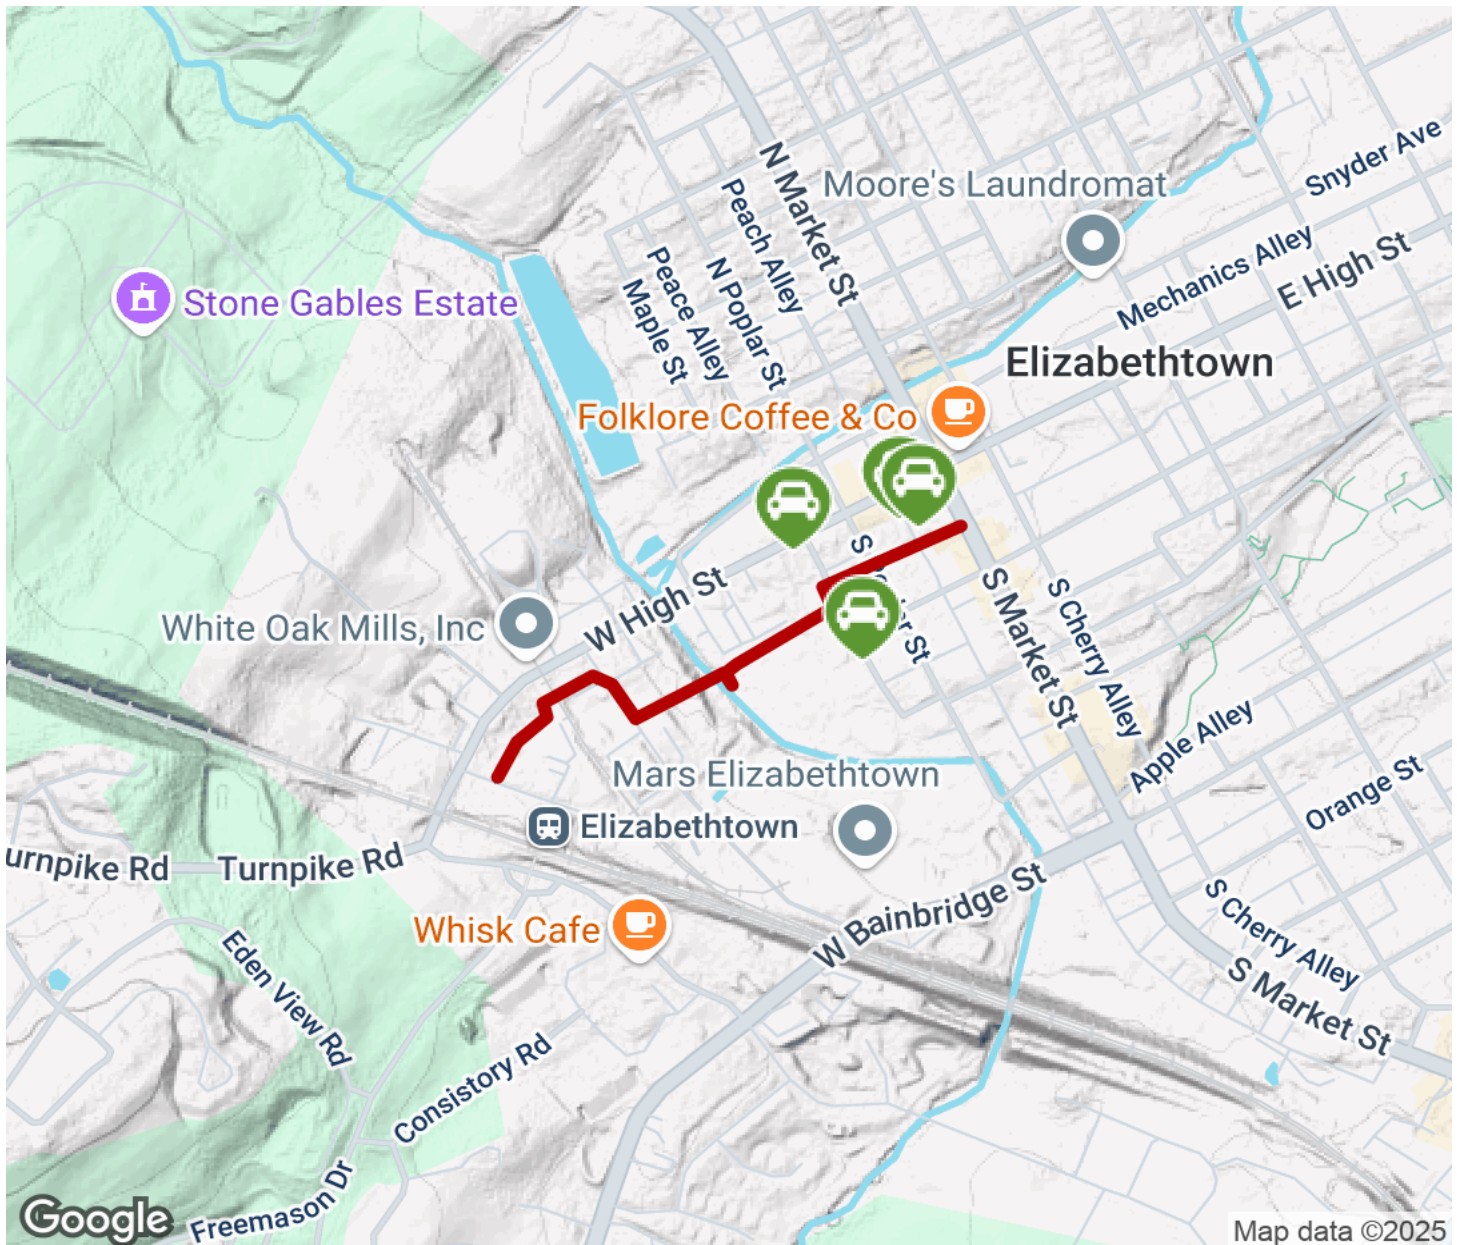 Snyder Ave
N Market St
Moore's Laundromat
Peach Alley
Mechanics Alley
E High St
Peace Alley
N Poplar St
Maple St
Stone Gables Estate
Elizabethtown
Folklore Coffee & Co
W High St
S Market St
S Cherry Alley
White Oak Mills, Inc
Apple Alley
Orange St
Mars Elizabethtown
Elizabethtown
Turnpike Rd
W Bainbridge St
S Cherry Alley
Whisk Cafe
Eden View Rd
S Market St
Consistory Rd
Freemason Dr
Google
Map data ©2025